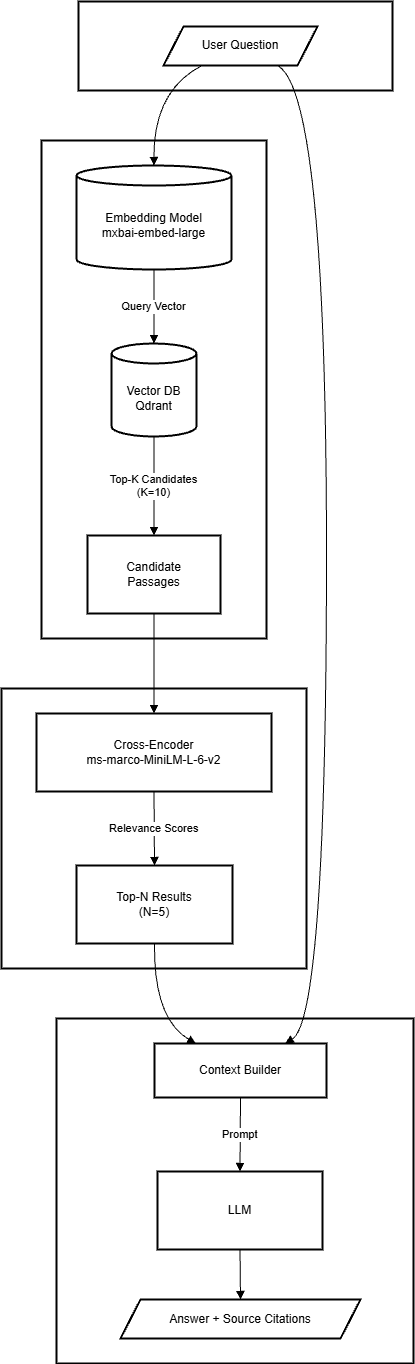 User Question
Embedding Model
mxbai-embed-large
Query Vector
Vector DB
Qdrant
Top-K Candidates
(K=10)
Candidate
Passages
Cross-Encoder
ms-marco-MiniLM-L-6-v2
Relevance Scores
Top-N Results
(N=5)
Context Builder
Prompt
LLM
Answer + Source Citations